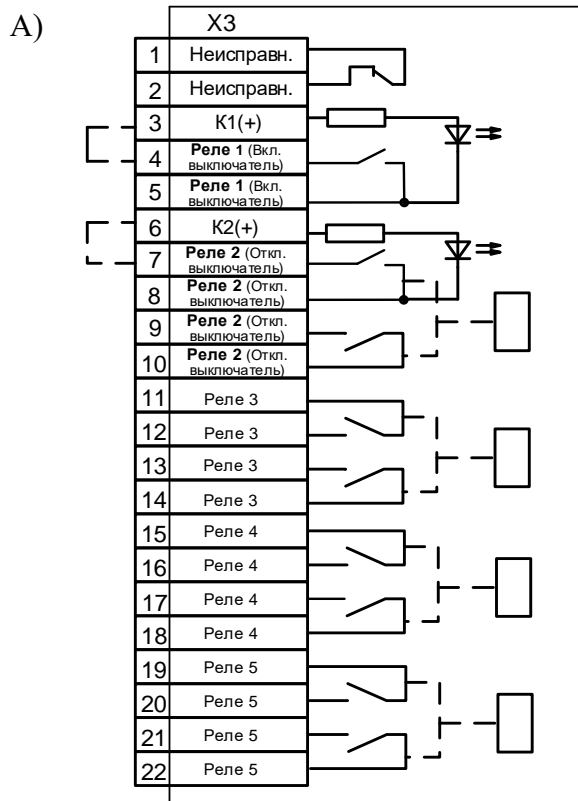 А)
X3
1 Неисправн.
2 Неисправн.
3 К1(+)
4 Реле 1 (Вкл.
выключатель)
5 Реле 1 (Вкл.
выключатель)
6 К2(+)
7 Реле 2 (Откл.
выключатель)
8 Реле 2 (Откл.
выключатель)
9 Реле 2 (Откл.
выключатель)
10 Реле 2 (Откл.
выключатель)
11 Реле 3
12 Реле 3
13 Реле 3
14 Реле 3
15 Реле 4
16 Реле 4
17 Реле 4
18 Реле 4
19 Реле 5
20 Реле 5
21 Реле 5
22 Реле 5